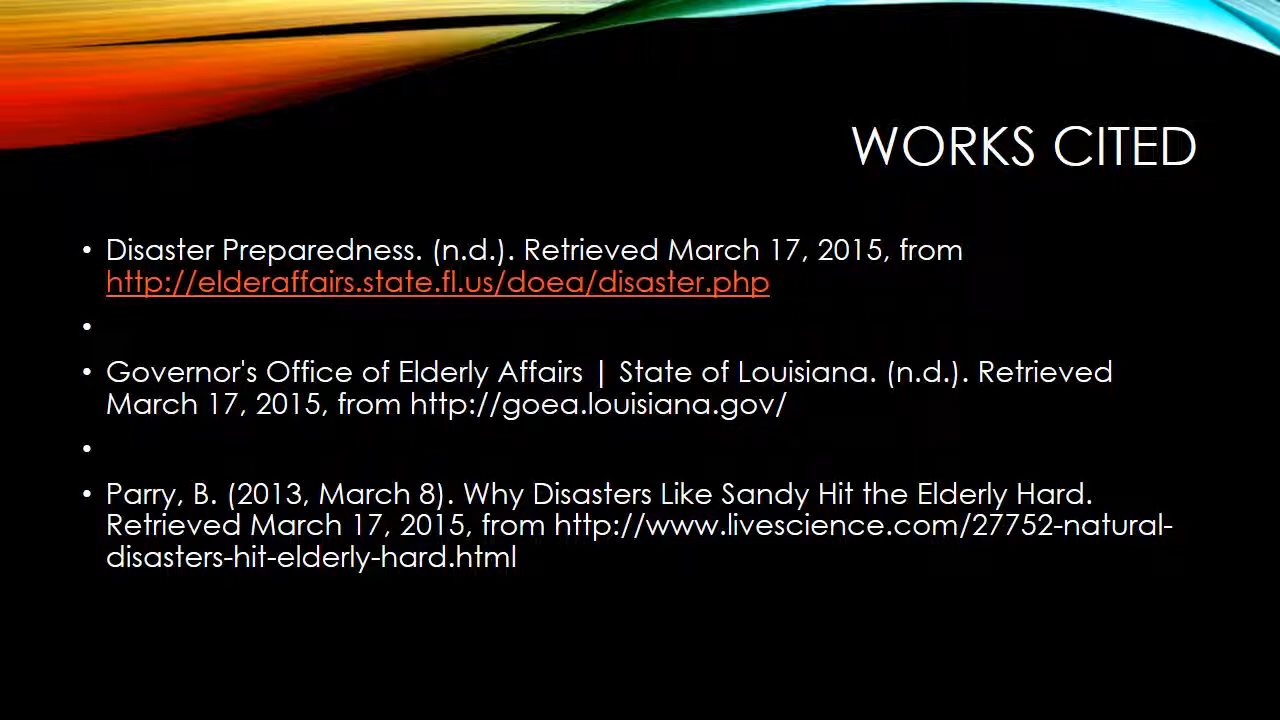 WORKS CITED
• Disaster Preparedness. (n.d.). Retrieved March 17, 2015, from
http://elderaffairs.state.fl.us/doea/disaster.php
•
• Governor's Office of Elderly Affairs | State of Louisiana. (n.d.). Retrieved
March 17, 2015, from http://goea.louisiana.gov/
•
• Parry, B. (2013, March 8). Why Disasters Like Sandy Hit the Elderly Hard.
Retrieved March 17, 2015, from http://www.livescience.com/27752-natural-
disasters-hit-elderly-hard.html